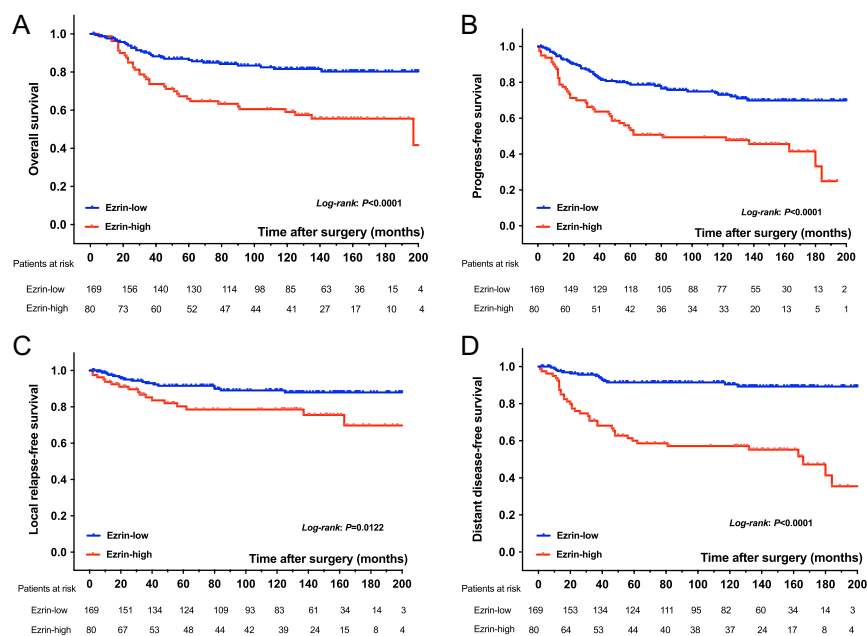 A
Overall survival
1.0
0.8
0.6
0.4
0.2
0.0
Ezrin-low
Ezrin-high
Log-rank: P<0.0001
Time after surgery (months)
0 20 40 60 80 100 120 140 160 180 200
Patients at risk
Ezrin-low 169 156 140 130 114 98 85 63 36 15 4
Ezrin-high 80 73 60 52 47 44 41 27 17 10 4
B
Progress-free survival
1.0
0.8
0.6
0.4
0.2
0.0
Ezrin-low
Ezrin-high
Log-rank: P<0.0001
Time after surgery (months)
0 20 40 60 80 100 120 140 160 180 200
Patients at risk
Ezrin-low 169 149 129 118 105 88 77 55 30 13 2
Ezrin-high 80 60 51 42 36 34 33 20 13 5 1
C
Local relapse-free survival
1.0
0.8
0.6
0.4
0.2
0.0
Ezrin-low
Ezrin-high
Log-rank: P=0.0122
Time after surgery (months)
0 20 40 60 80 100 120 140 160 180 200
Patients at risk
Ezrin-low 169 151 134 124 109 93 83 61 34 14 3
Ezrin-high 80 67 53 48 44 42 39 24 15 8 4
D
Distant disease-free survival
1.0
0.8
0.6
0.4
0.2
0.0
Ezrin-low
Ezrin-high
Log-rank: P<0.0001
Time after surgery (months)
0 20 40 60 80 100 120 140 160 180 200
Patients at risk
Ezrin-low 169 153 134 124 111 95 82 60 34 14 3
Ezrin-high 80 64 53 44 40 38 37 24 17 8 4